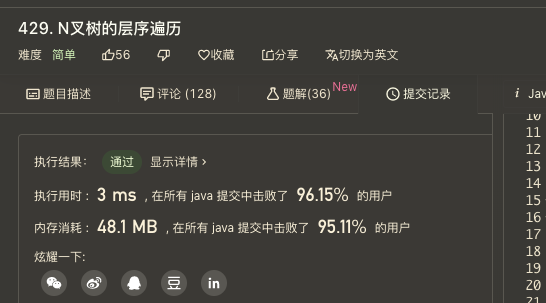 429. N叉树的层序遍历
难度 简单 56 收藏 分享 切换为英文
题目描述 评论 (128) 题解(36) New 提交记录 i Jav
执行结果： 通过 显示详情 >
执行用时： 3 ms , 在所有 java 提交中击败了 96.15% 的用户
内存消耗： 48.1 MB , 在所有 java 提交中击败了 95.11% 的用户
炫耀一下:
豆 in
10
11
12
13
14
15
16
17
18
19
20
21